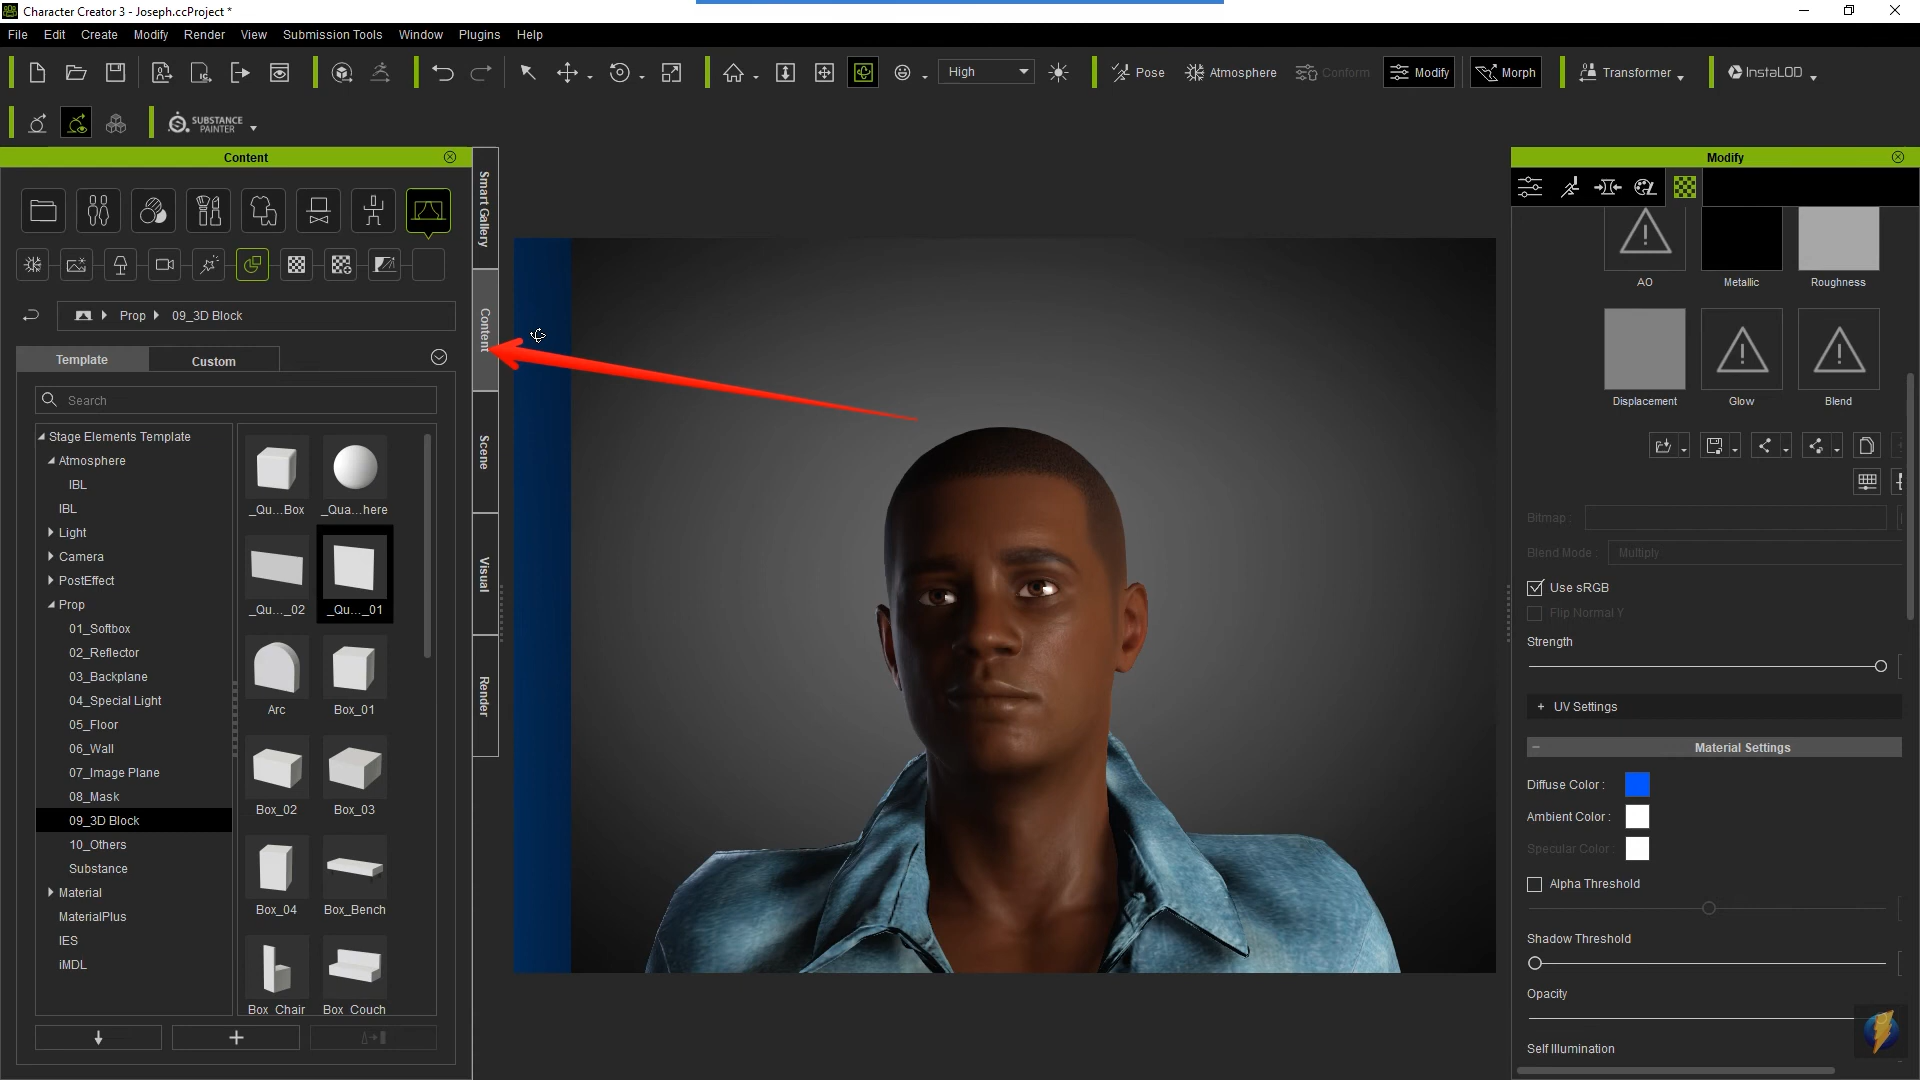 Character Creator 3 - Joseph.ccProject *
File Edit Create Modify Render View Submission Tools Window Plugins Help
High Pose Atmosphere Conform Modify Morph Transformer InstaLOD
SUBSTANCE PAINTER
Content
Smart Gallery
Content
Scene
Visual
Render
Prop 09_3D Block
Template Custom
Search
Stage Elements Template
Atmosphere
IBL
IBL
Light
Camera
PostEffect
Prop
01_Softbox
02_Reflector
03_Backplane
04_Special Light
05_Floor
06_Wall
07_Image Plane
08_Mask
09_3D Block
10_Others
Substance
Material
MaterialPlus
IES
iMDL
_Qu...Box _Qua...here
_Qu..._02 _Qu..._01
Arc Box_01
Box_02 Box_03
Box_04 Box_Bench
Box_Chair Box_Couch
Modify
AO Metallic Roughness
Displacement Glow Blend
Bitmap :
Blend Mode : Multiply
Use sRGB
Flip Normal Y
Strength
+ UV Settings
Material Settings
Diffuse Color :
Ambient Color :
Specular Color :
Alpha Threshold
Shadow Threshold
Opacity
Self Illumination